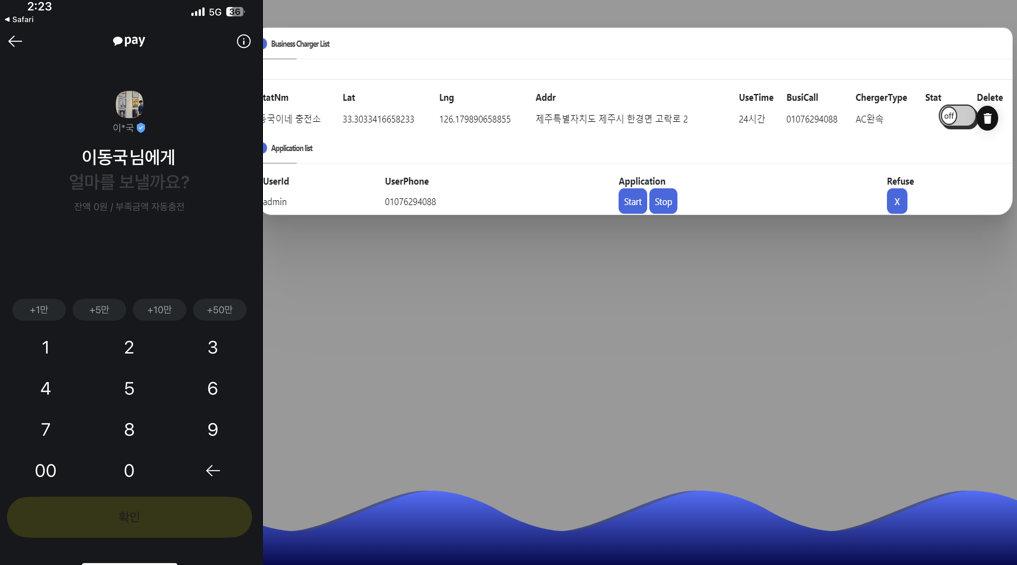 2:23
5G 36
◀ Safari
pay
이*국
이동국님에게
얼마를 보낼까요?
잔액 0원 / 부족금액 자동충전
+1만 +5만 +10만 +50만
1 2 3
4 5 6
7 8 9
00 0 ←
확인
Business Charger List
tatNm Lat Lng Addr UseTime BusiCall ChergerType Stat Delete
동국이네 충전소 33.3033416658233 126.179890658855 제주특별자치도 제주시 한경면 고락로 2 24시간 01076294088 AC완속 off
Application list
UserId UserPhone Application Refuse
admin 01076294088 Start Stop X